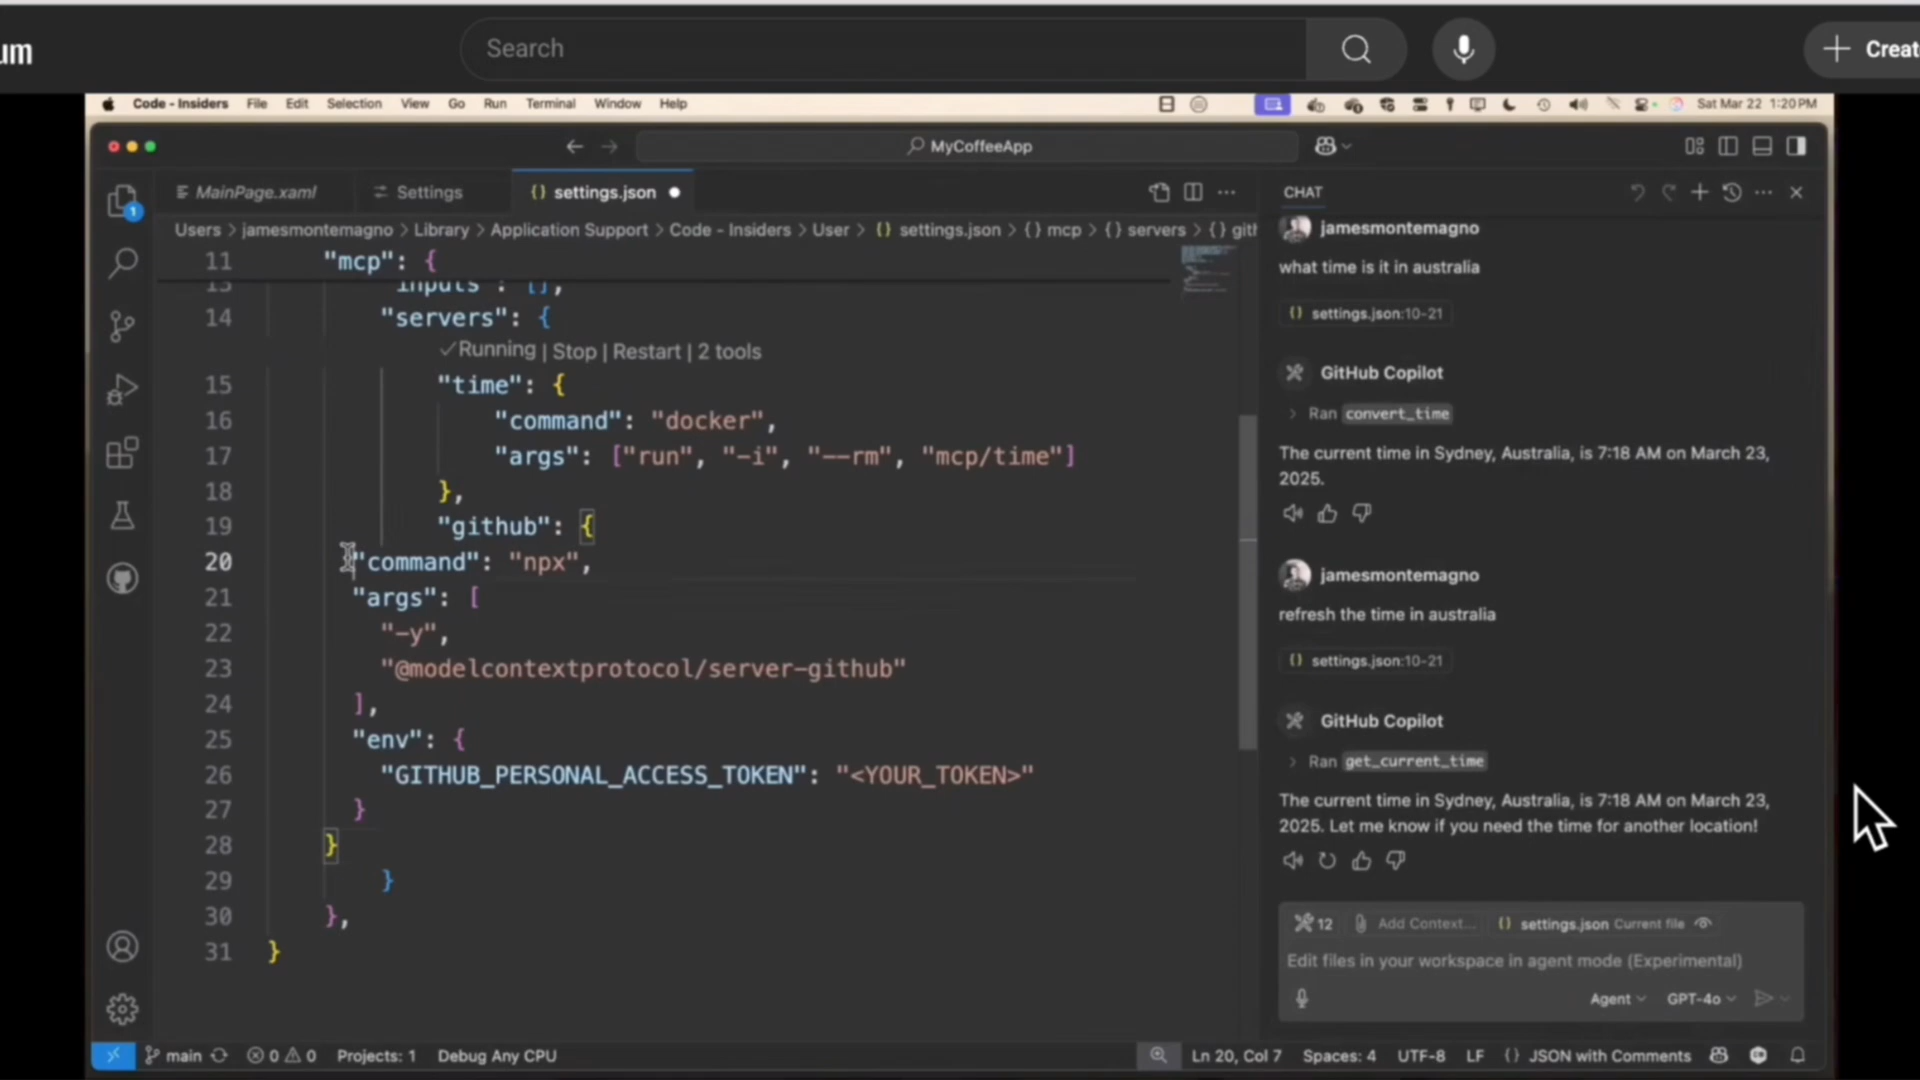 um
Search
Creat
Code - Insiders File Edit Selection View Go Run Terminal Window Help
Sat Mar 22 1:20 PM
MyCoffeeApp
MainPage.xaml
Settings
{} settings.json
Users > jamesmontemagno > Library > Application Support > Code - Insiders > User > {} settings.json > {} mcp > {} servers > {} gith
11 "mcp": {
13 "inputs": [],
14 "servers": {
✓Running | Stop | Restart | 2 tools
15 "time": {
16 "command": "docker",
17 "args": ["run", "-i", "--rm", "mcp/time"]
18 },
19 "github": {
20 "command": "npx",
21 "args": [
22 "-y",
23 "@modelcontextprotocol/server-github"
24 ],
25 "env": {
26 "GITHUB_PERSONAL_ACCESS_TOKEN": "<YOUR_TOKEN>"
27 }
28 }
29 }
30 },
31 }
1
CHAT
jamesmontemagno
what time is it in australia
{} settings.json:10-21
GitHub Copilot
> Ran convert_time
The current time in Sydney, Australia, is 7:18 AM on March 23,
2025.
jamesmontemagno
refresh the time in australia
{} settings.json:10-21
GitHub Copilot
> Ran get_current_time
The current time in Sydney, Australia, is 7:18 AM on March 23,
2025. Let me know if you need the time for another location!
12 Add Context... {} settings.json Current file
Edit files in your workspace in agent mode (Experimental)
Agent GPT-4o
main 0 0 Projects: 1 Debug Any CPU
Ln 20, Col 7 Spaces: 4 UTF-8 LF {} JSON with Comments